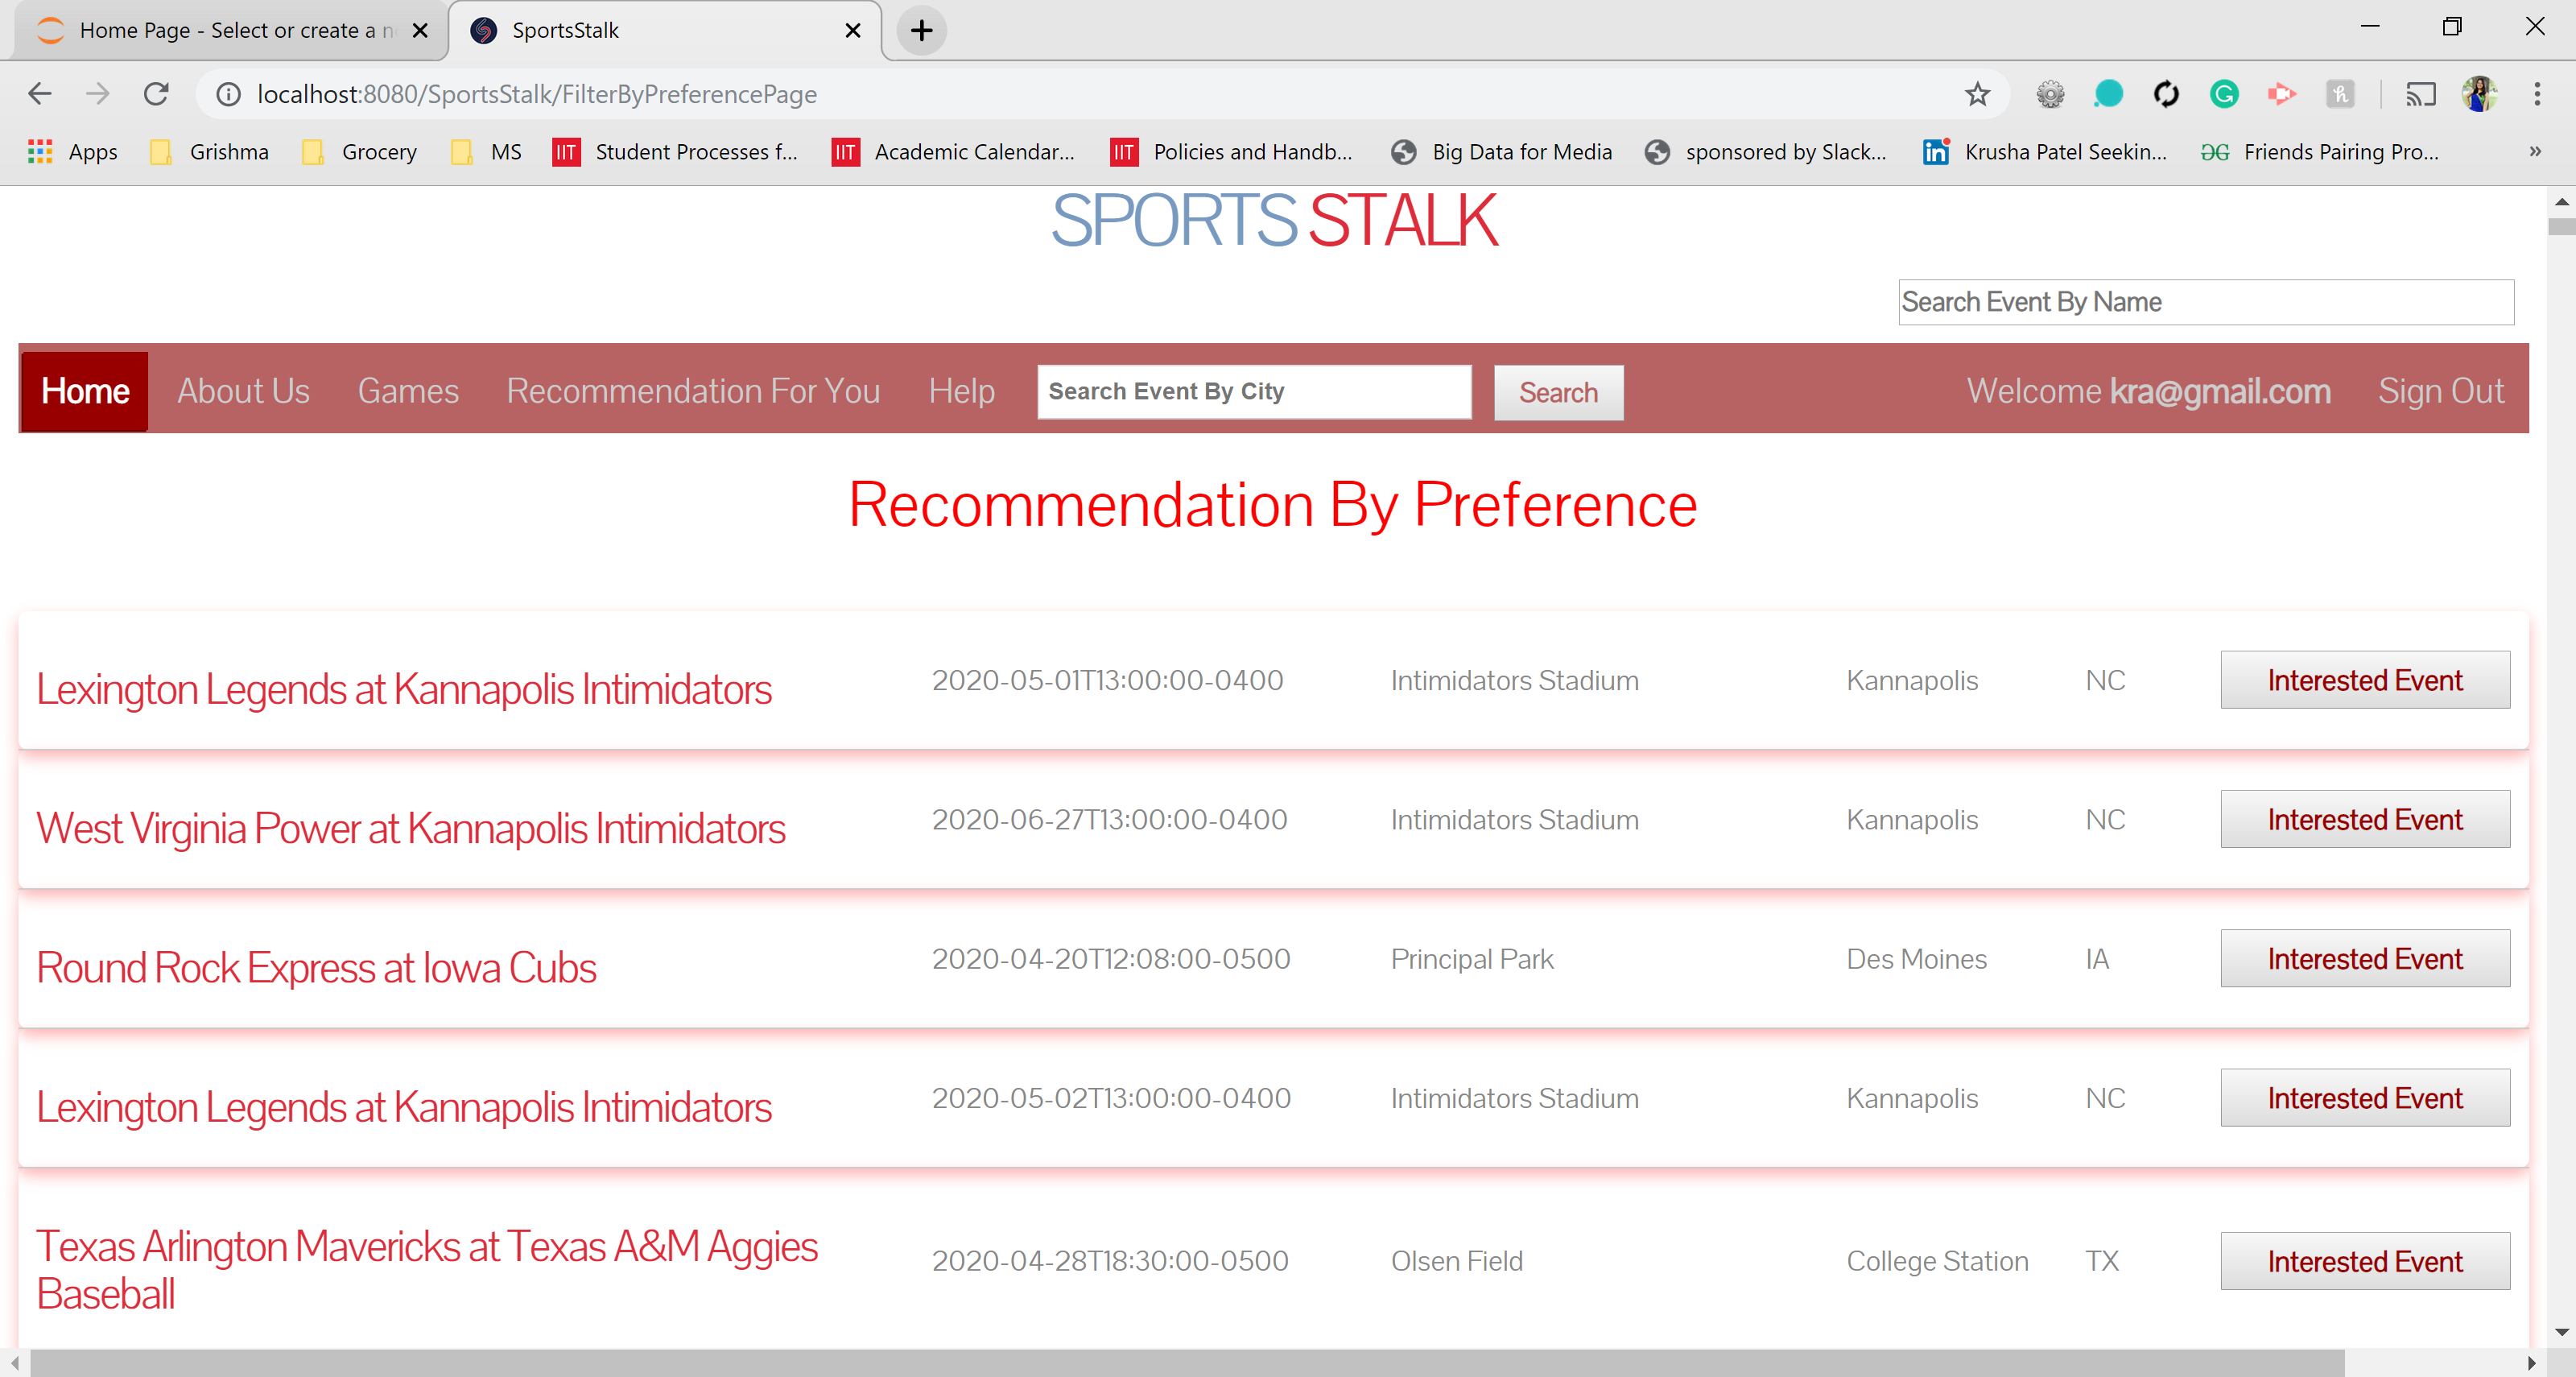 Home Page - Select or create a n
SportsStalk
localhost:8080/SportsStalk/FilterByPreferencePage
Apps Grishma Grocery MS IIT Student Processes f... IIT Academic Calendar... IIT Policies and Handb... Big Data for Media sponsored by Slack... in Krusha Patel Seekin... Friends Pairing Pro... »
SPORTS STALK
Search Event By Name
Home About Us Games Recommendation For You Help Search Event By City Search Welcome kra@gmail.com Sign Out
Recommendation By Preference
Lexington Legends at Kannapolis Intimidators 2020-05-01T13:00:00-0400 Intimidators Stadium Kannapolis NC Interested Event
West Virginia Power at Kannapolis Intimidators 2020-06-27T13:00:00-0400 Intimidators Stadium Kannapolis NC Interested Event
Round Rock Express at Iowa Cubs 2020-04-20T12:08:00-0500 Principal Park Des Moines IA Interested Event
Lexington Legends at Kannapolis Intimidators 2020-05-02T13:00:00-0400 Intimidators Stadium Kannapolis NC Interested Event
Texas Arlington Mavericks at Texas A&M Aggies
Baseball 2020-04-28T18:30:00-0500 Olsen Field College Station TX Interested Event